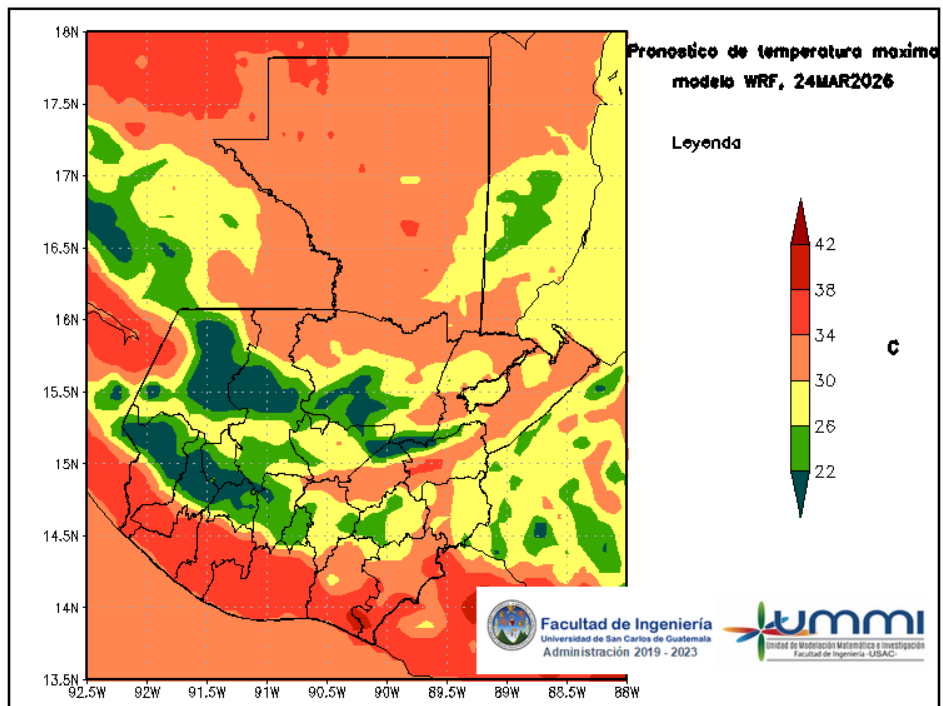 Pronostico de temperatura maxima
modelo WRF, 24MAR2026
Leyenda
42
38
34
30
26
22
C
18N
17.5N
17N
16.5N
16N
15.5N
15N
14.5N
14N
13.5N
92.5W 92W 91.5W 91W 90.5W 90W 89.5W 89W 88.5W 88W
Facultad de Ingeniería
Universidad de San Carlos de Guatemala
Administración 2019 - 2023
ummi
Unidad de Modelación Matemática e Investigación
Facultad de Ingeniería -USAC-